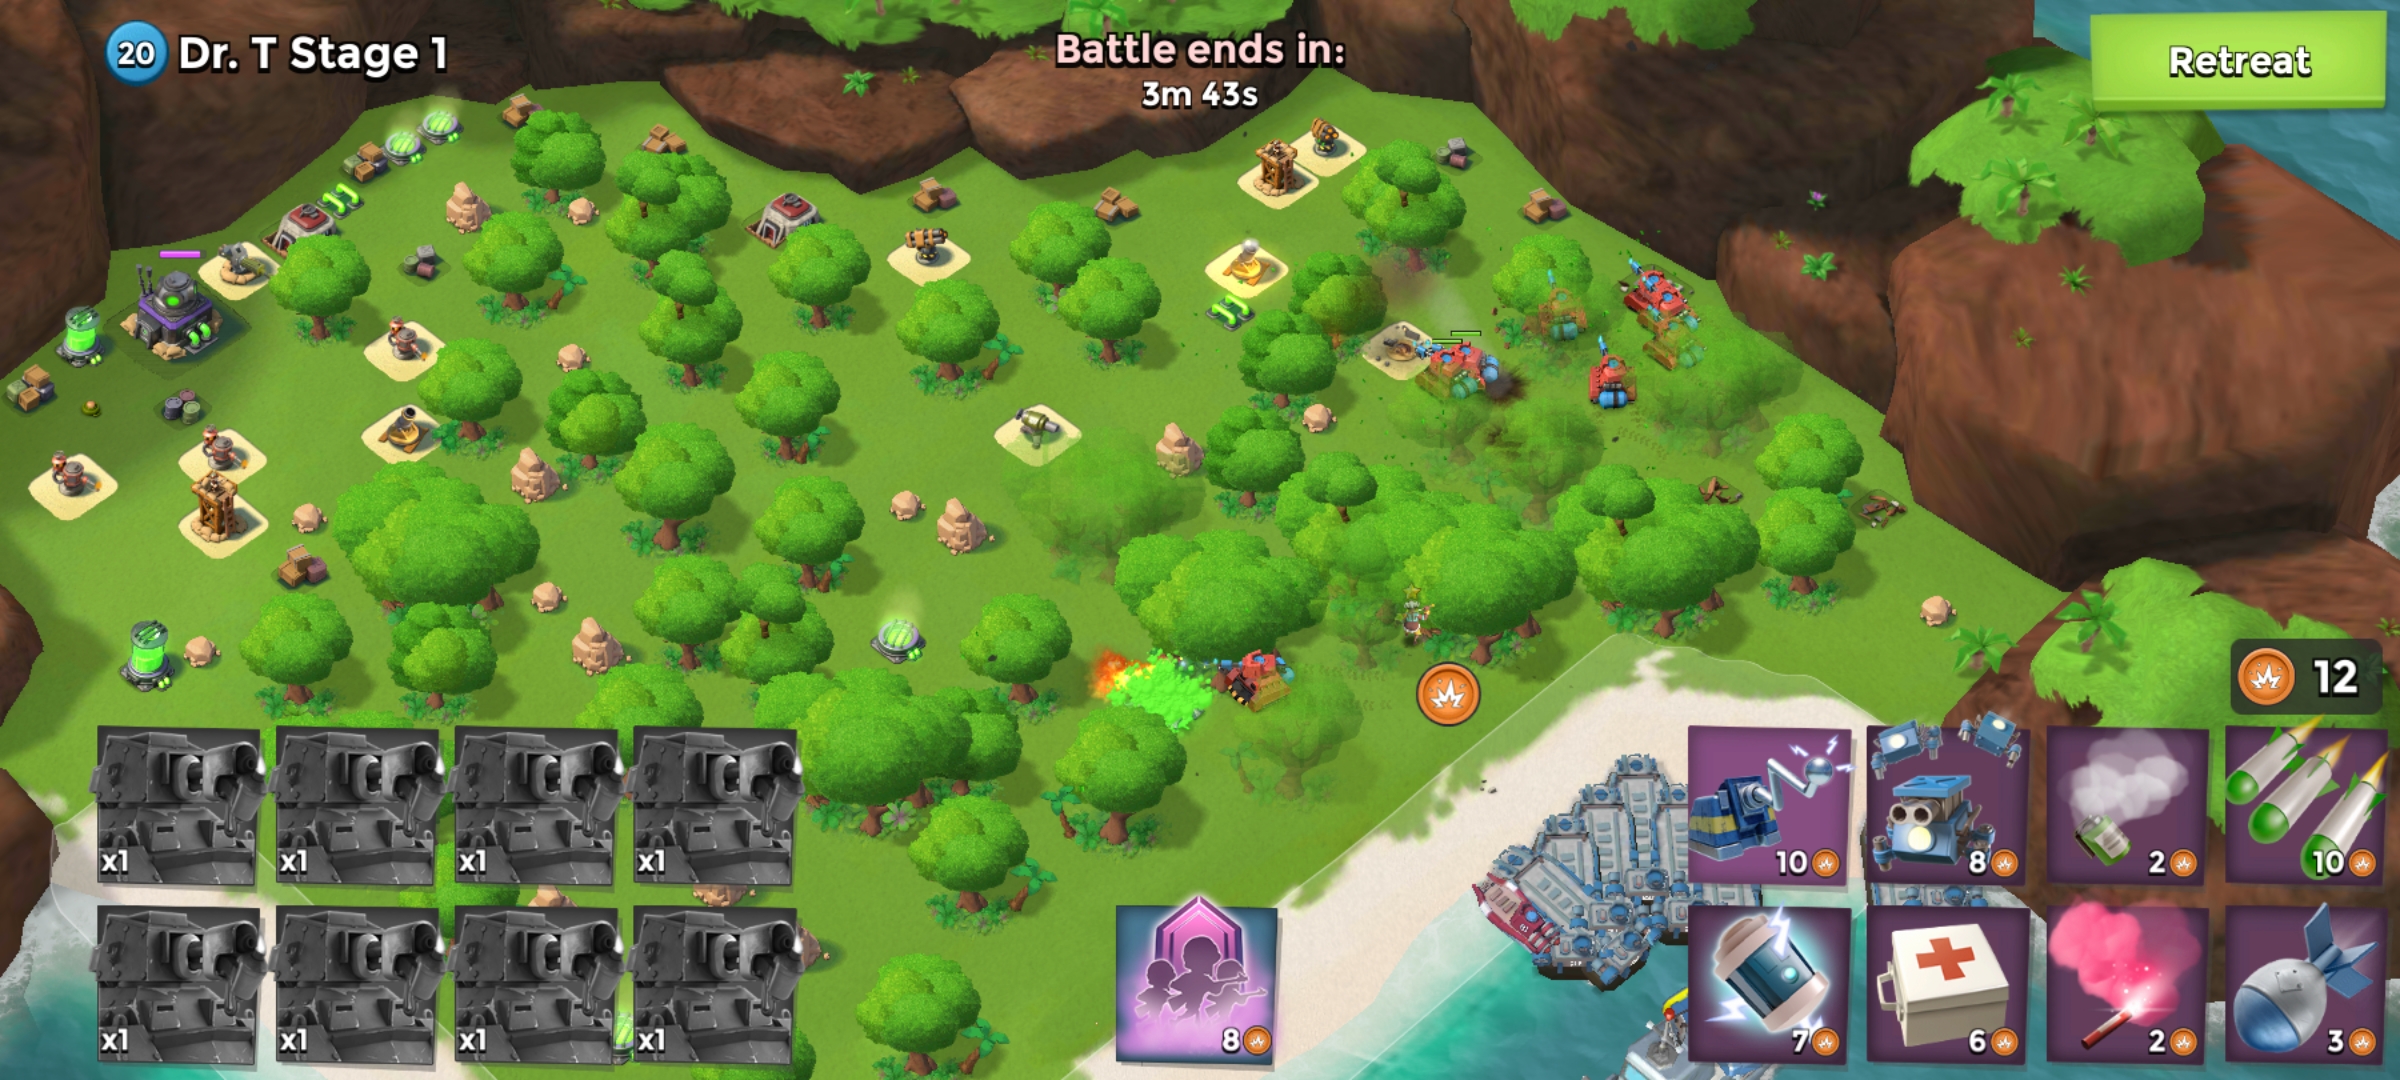 20 Dr. T Stage 1
Battle ends in:
3m 43s
Retreat
12
x1 x1 x1 x1
10 8 2 10
x1 x1 x1 x1
8
7 6 2 3